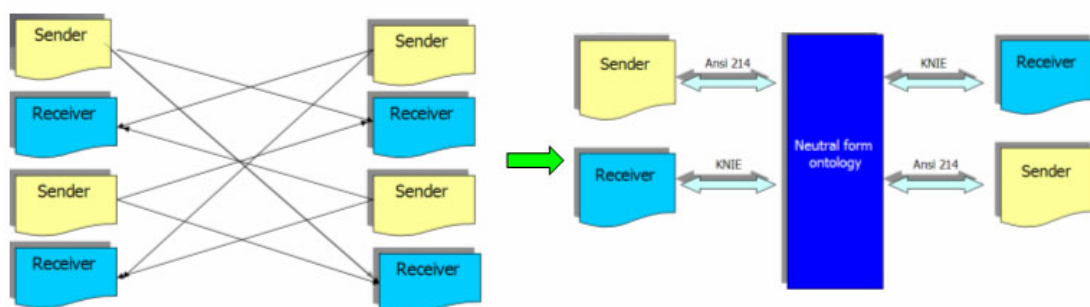 Sender
Sender
Receiver
Receiver
Sender
Sender
Receiver
Receiver
Sender
Ansi 214
KNIE
Receiver
Neutral form
ontology
Receiver
KNIE
Ansi 214
Sender